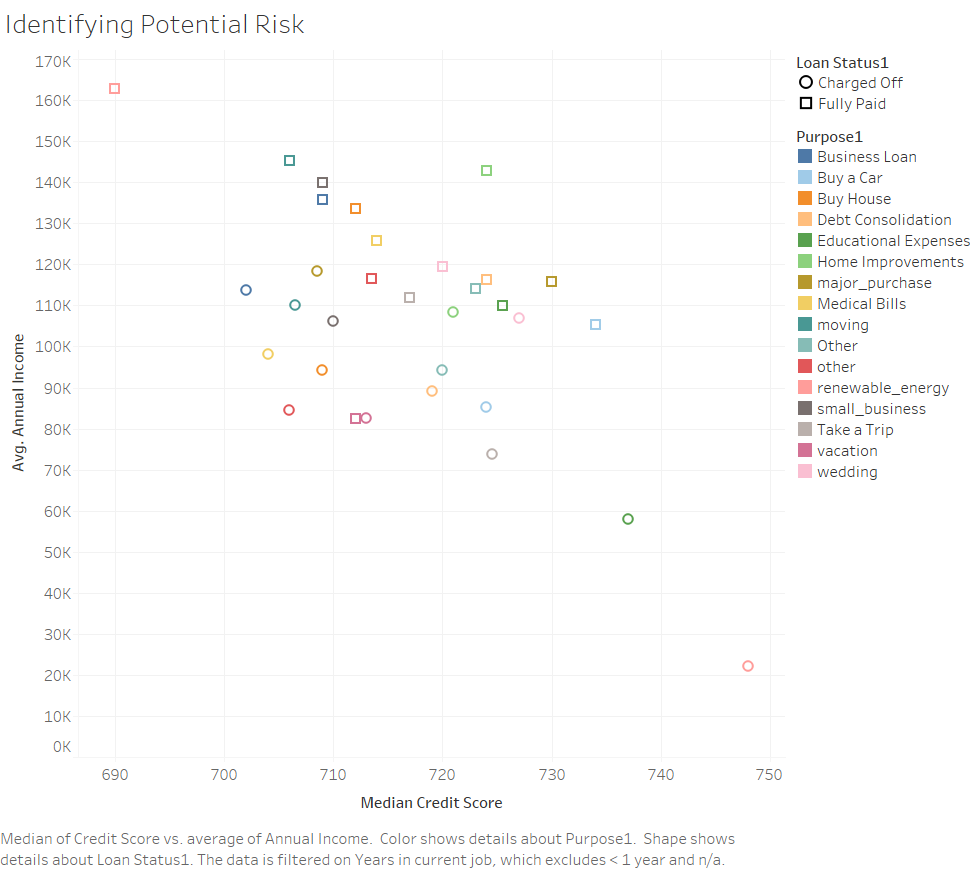 Identifying Potential Risk
170K
160K
150K
140K
130K
120K
110K
100K
90K
80K
70K
60K
50K
40K
30K
20K
10K
0K
Avg. Annual Income
690 700 710 720 730 740 750
Median Credit Score
Loan Status1
Charged Off
Fully Paid
Purpose1
Business Loan
Buy a Car
Buy House
Debt Consolidation
Educational Expenses
Home Improvements
major_purchase
Medical Bills
moving
Other
other
renewable_energy
small_business
Take a Trip
vacation
wedding
Median of Credit Score vs. average of Annual Income. Color shows details about Purpose1. Shape shows
details about Loan Status1. The data is filtered on Years in current job, which excludes < 1 year and n/a.